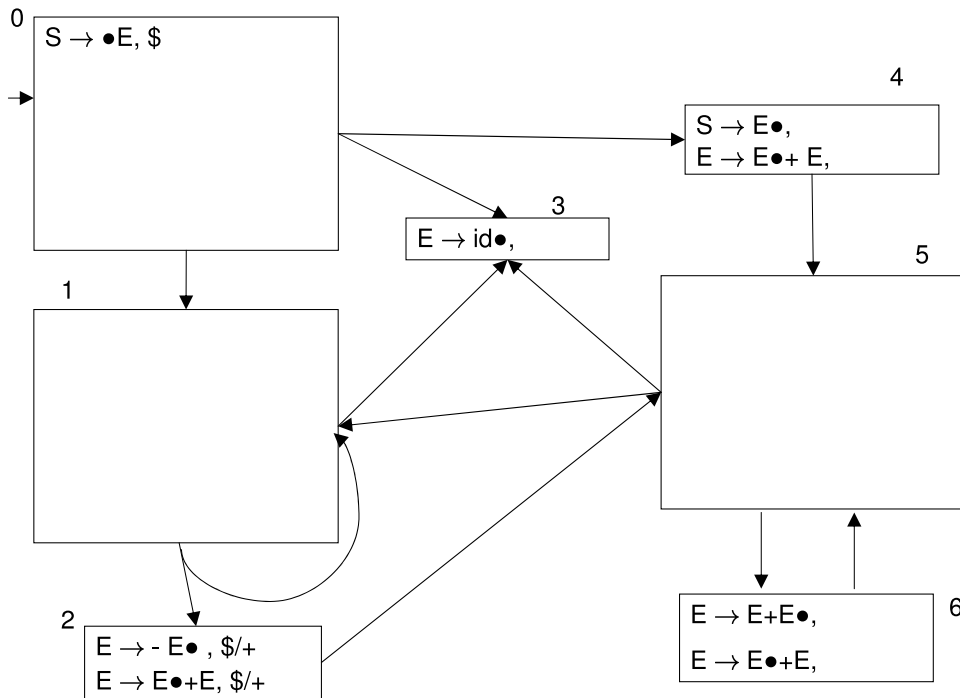 0
S → ●E, $
4
S → E●,
E → E●+ E,
3
E → id●,
5
1
2
E → - E● , $/+
E → E●+E, $/+
6
E → E+E●,
E → E●+E,